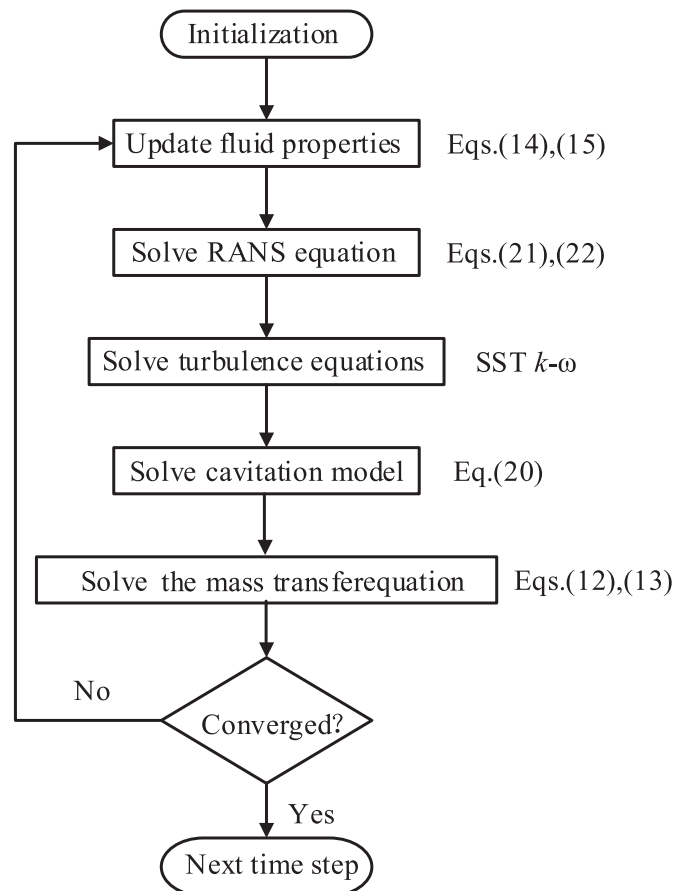 Initialization
Update fluid properties
Eqs.(14),(15)
Solve RANS equation
Eqs.(21),(22)
Solve turbulence equations
SST k-ω
Solve cavitation model
Eq.(20)
Solve the mass transferequation
Eqs.(12),(13)
No
Converged?
Yes
Next time step